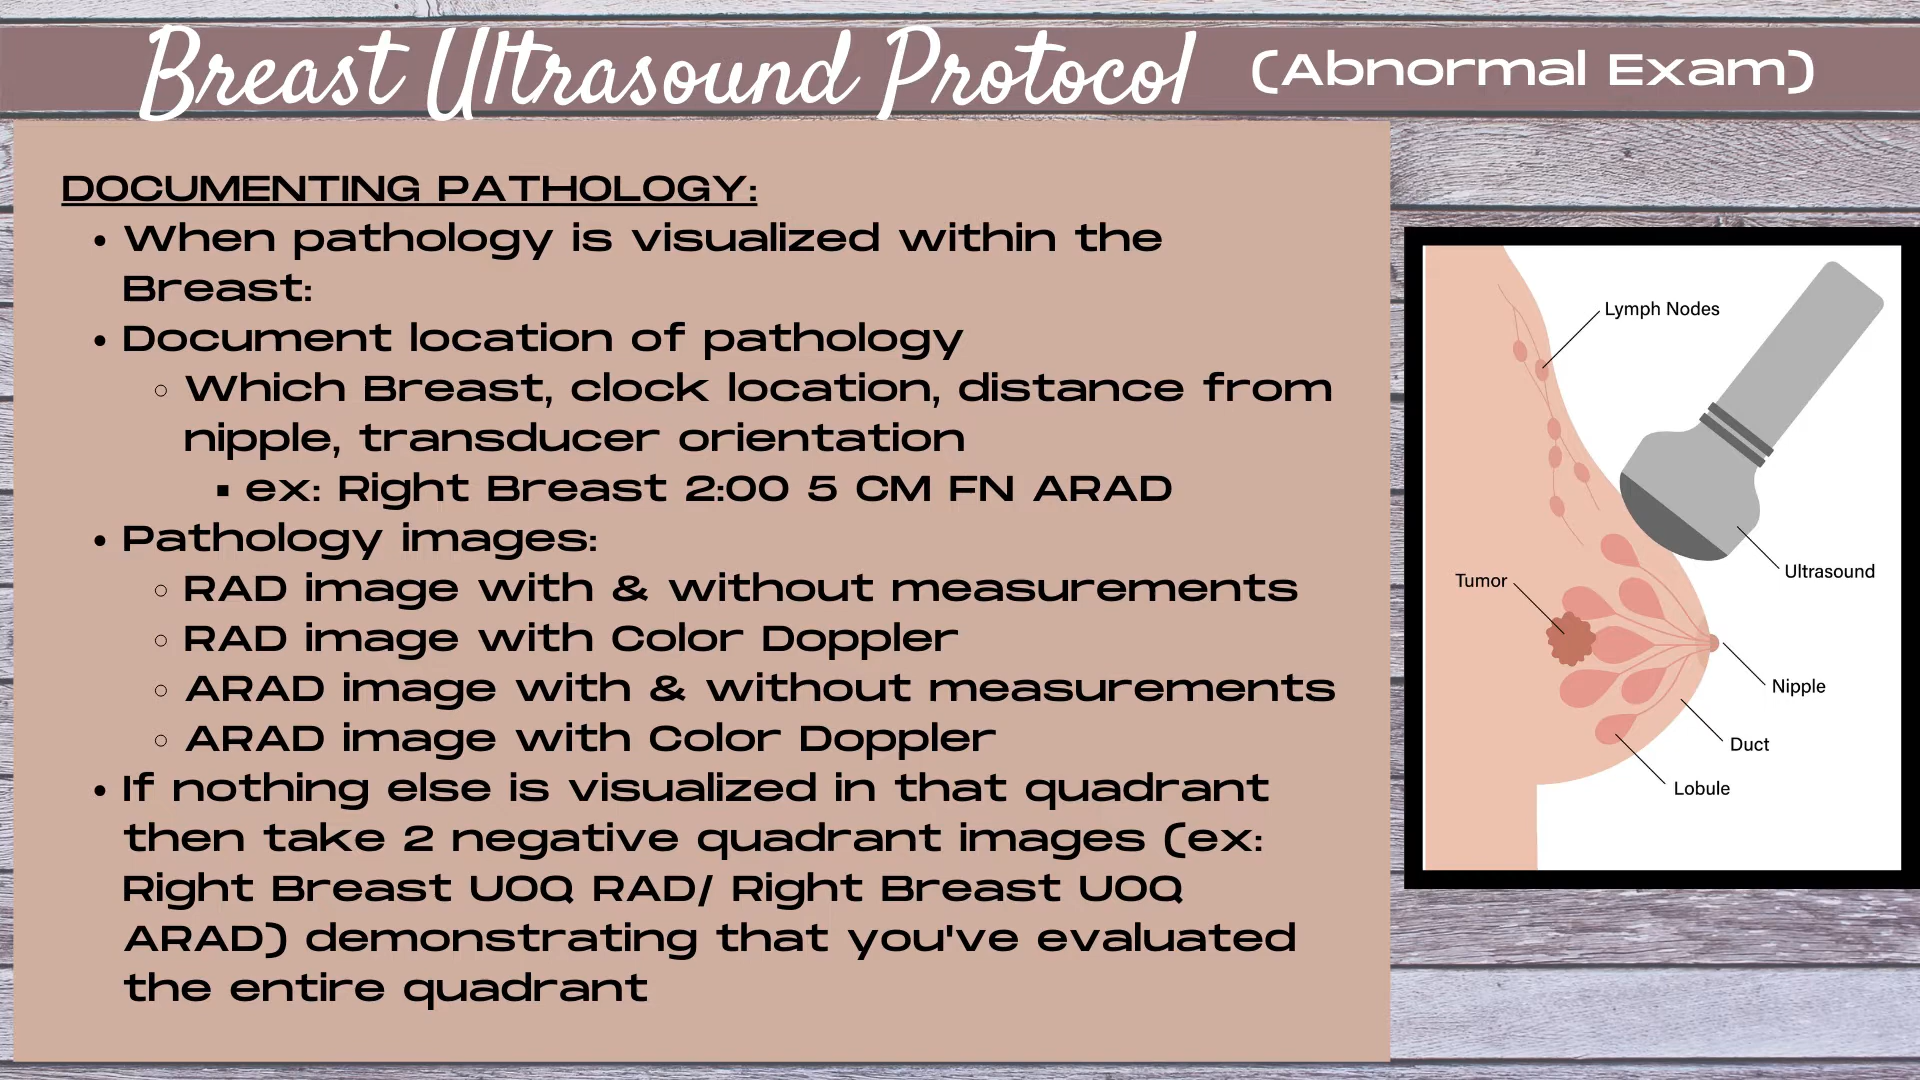 Breast Ultrasound Protocol (Abnormal Exam)
DOCUMENTING PATHOLOGY:
• When pathology is visualized within the
Breast:
• Document location of pathology
○ Which Breast, clock location, distance from
nipple, transducer orientation
▪ ex: Right Breast 2:00 5 CM FN ARAD
• Pathology images:
○ RAD image with & without measurements
○ RAD image with Color Doppler
○ ARAD image with & without measurements
○ ARAD image with Color Doppler
• If nothing else is visualized in that quadrant
then take 2 negative quadrant images (ex:
Right Breast UOQ RAD/ Right Breast UOQ
ARAD) demonstrating that you've evaluated
the entire quadrant
Lymph Nodes
Ultrasound
Tumor
Nipple
Duct
Lobule